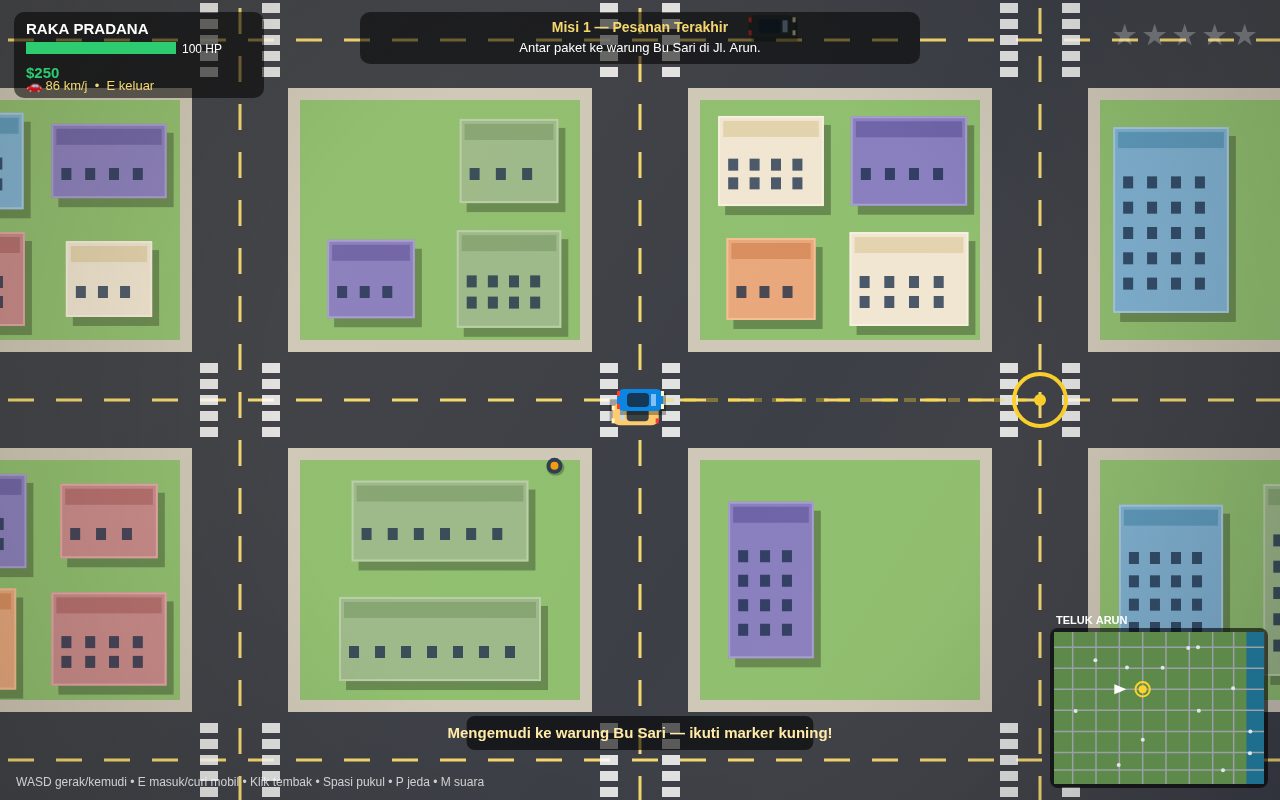 RAKA PRADANA
100 HP
$250
86 km/j • E keluar
Misi 1 — Pesanan Terakhir
Antar paket ke warung Bu Sari di Jl. Arun.
TELUK ARUN
Mengemudi ke warung Bu Sari — ikuti marker kuning!
WASD gerak/kemudi • E masuk/curi mobil • Klik tembak • Spasi pukul • P jeda • M suara